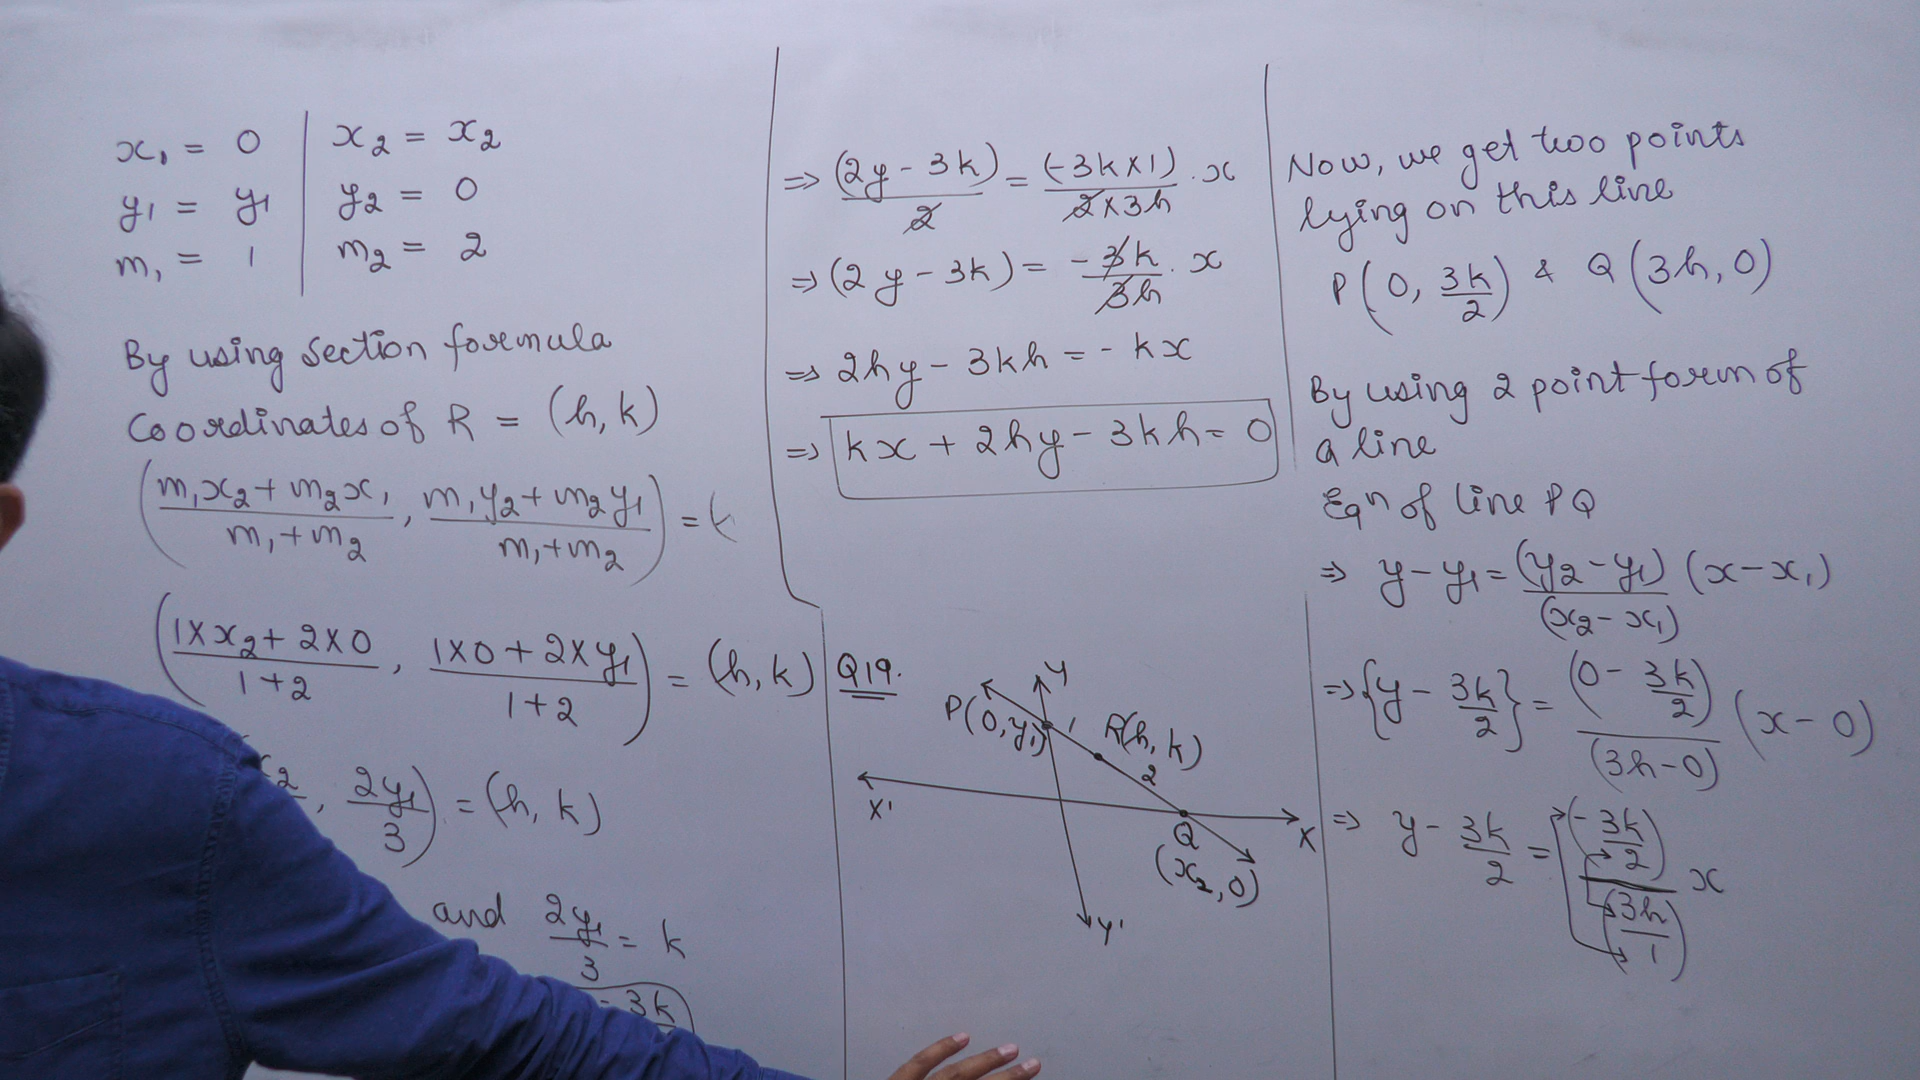 x₁ = 0 | x₂ = x₂
y₁ = y₁ | y₂ = 0
m₁ = 1 | m₂ = 2
By using section formula
Coordinates of R = (h, k)
((m₁x₂ + m₂x₁)/(m₁ + m₂), (m₁y₂ + m₂y₁)/(m₁ + m₂)) = (
((1×x₂ + 2×0)/(1+2), (1×0 + 2×y₁)/(1+2)) = (h, k)
, 2y₁/3) = (h, k)
and 2y₁/3 = k
3k
⇒ (2y - 3k)/2 = (-3k×1)/(2×3h) . x
⇒ (2y - 3k) = -3k/3h . x
⇒ 2hy - 3kh = - kx
⇒ kx + 2hy - 3kh = 0
Q19.
Y
P(0, y₁)
1
R(h, k)
2
X'
X
Q
(x₂, 0)
Y'
Now, we get two points
lying on this line
P(0, 3k/2) & Q(3h, 0)
By using 2 point form of
a line
Eqn of line PQ
⇒ y - y₁ = (y₂ - y₁)/(x₂ - x₁) (x - x₁)
⇒ {y - 3k/2} = (0 - 3k/2)/(3h - 0) (x - 0)
⇒ y - 3k/2 = (-3k/2)/(3h/1) x